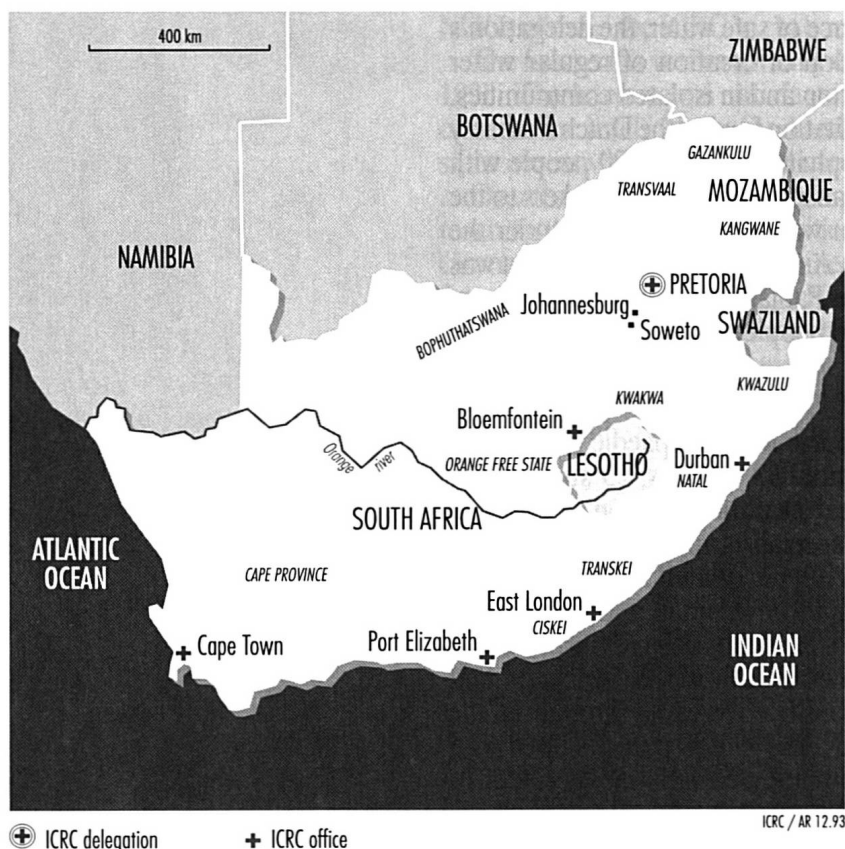 400 km
ZIMBABWE
BOTSWANA
GAZANKULU
TRANSVAAL
MOZAMBIQUE
KANGWANE
NAMIBIA
PRETORIA
Johannesburg
Soweto
SWAZILAND
BOPHUTHATSWANA
KWAZULU
KWAKWA
Bloemfontein
Orange river
ORANGE FREE STATE
LESOTHO
Durban
NATAL
SOUTH AFRICA
ATLANTIC
OCEAN
CAPE PROVINCE
TRANSKEI
East London
CISKEI
Cape Town
Port Elizabeth
INDIAN
OCEAN
ICRC / AR 12.93
ICRC delegation
ICRC office